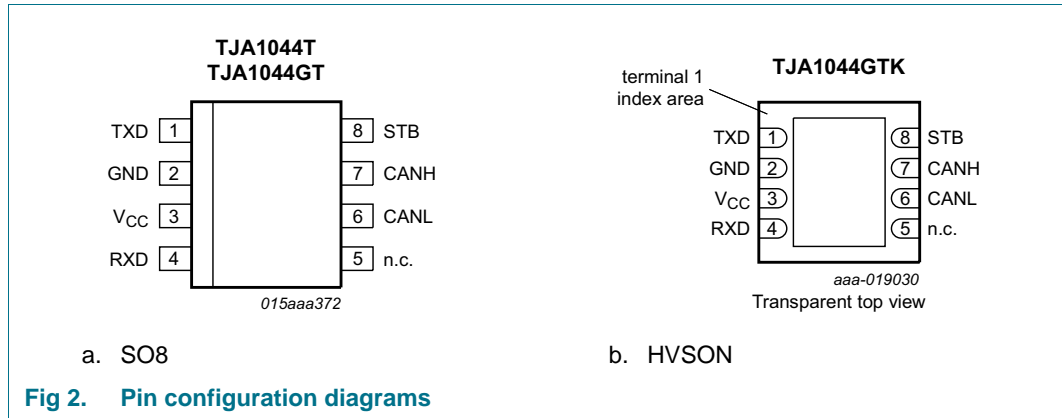 TJA1044T
TJA1044GT
TXD 1
GND 2
VCC 3
RXD 4
8 STB
7 CANH
6 CANL
5 n.c.
015aaa372
a. SO8
TJA1044GTK
terminal 1
index area
TXD 1
GND 2
VCC 3
RXD 4
8 STB
7 CANH
6 CANL
5 n.c.
aaa-019030
Transparent top view
b. HVSON
Fig 2. Pin configuration diagrams